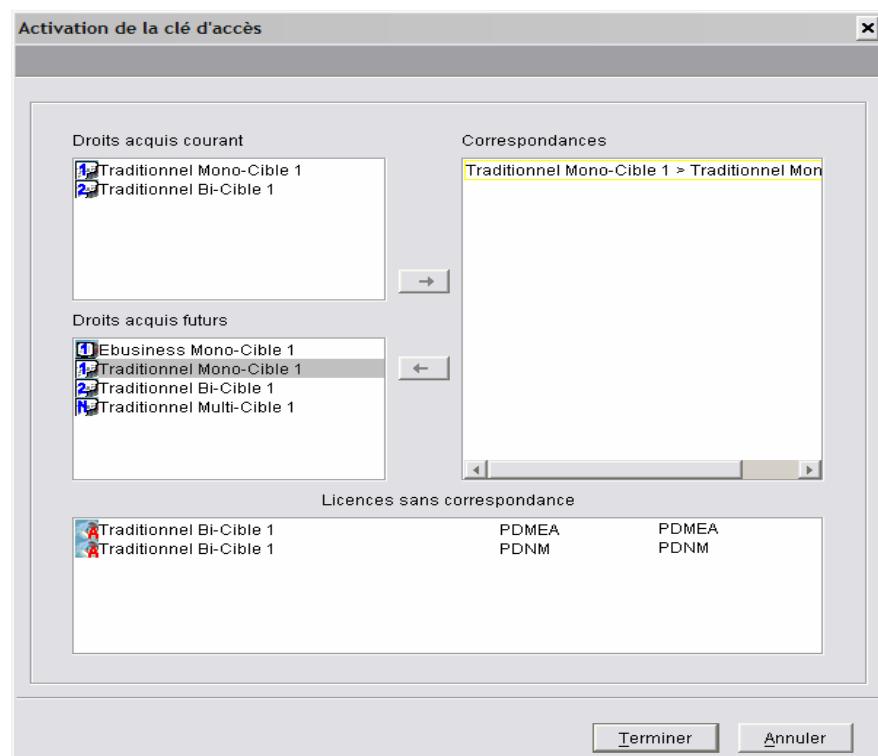 Activation de la clé d'accès
Droits acquis courant
Traditionnel Mono-Cible 1
Traditionnel Bi-Cible 1
Correspondances
Traditionnel Mono-Cible 1 > Traditionnel Mon
Droits acquis futurs
Ebusiness Mono-Cible 1
Traditionnel Mono-Cible 1
Traditionnel Bi-Cible 1
Traditionnel Multi-Cible 1
Licences sans correspondance
Traditionnel Bi-Cible 1 PDMEA PDMEA
Traditionnel Bi-Cible 1 PDNM PDNM
Terminer Annuler